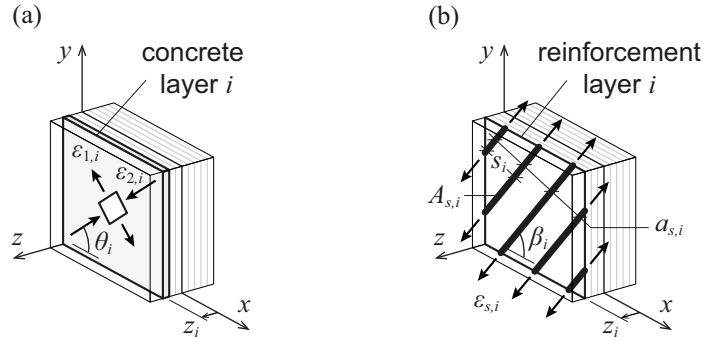 (a)
y
concrete
layer i
ε1,i
ε2,i
θi
z
x
zi
(b)
y
reinforcement
layer i
si
As,i
as,i
βi
z
εs,i
x
zi